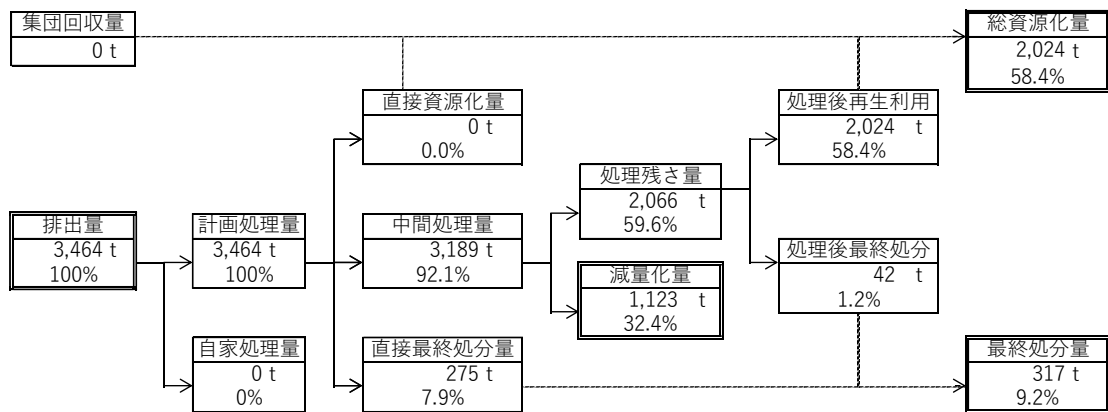 集団回収量
0 t
総資源化量
2,024 t
58.4%
直接資源化量
0 t
0.0%
処理後再生利用
2,024 t
58.4%
処理残さ量
2,066 t
59.6%
排出量
3,464 t
100%
計画処理量
3,464 t
100%
中間処理量
3,189 t
92.1%
処理後最終処分
42 t
1.2%
減量化量
1,123 t
32.4%
自家処理量
0 t
0%
直接最終処分量
275 t
7.9%
最終処分量
317 t
9.2%